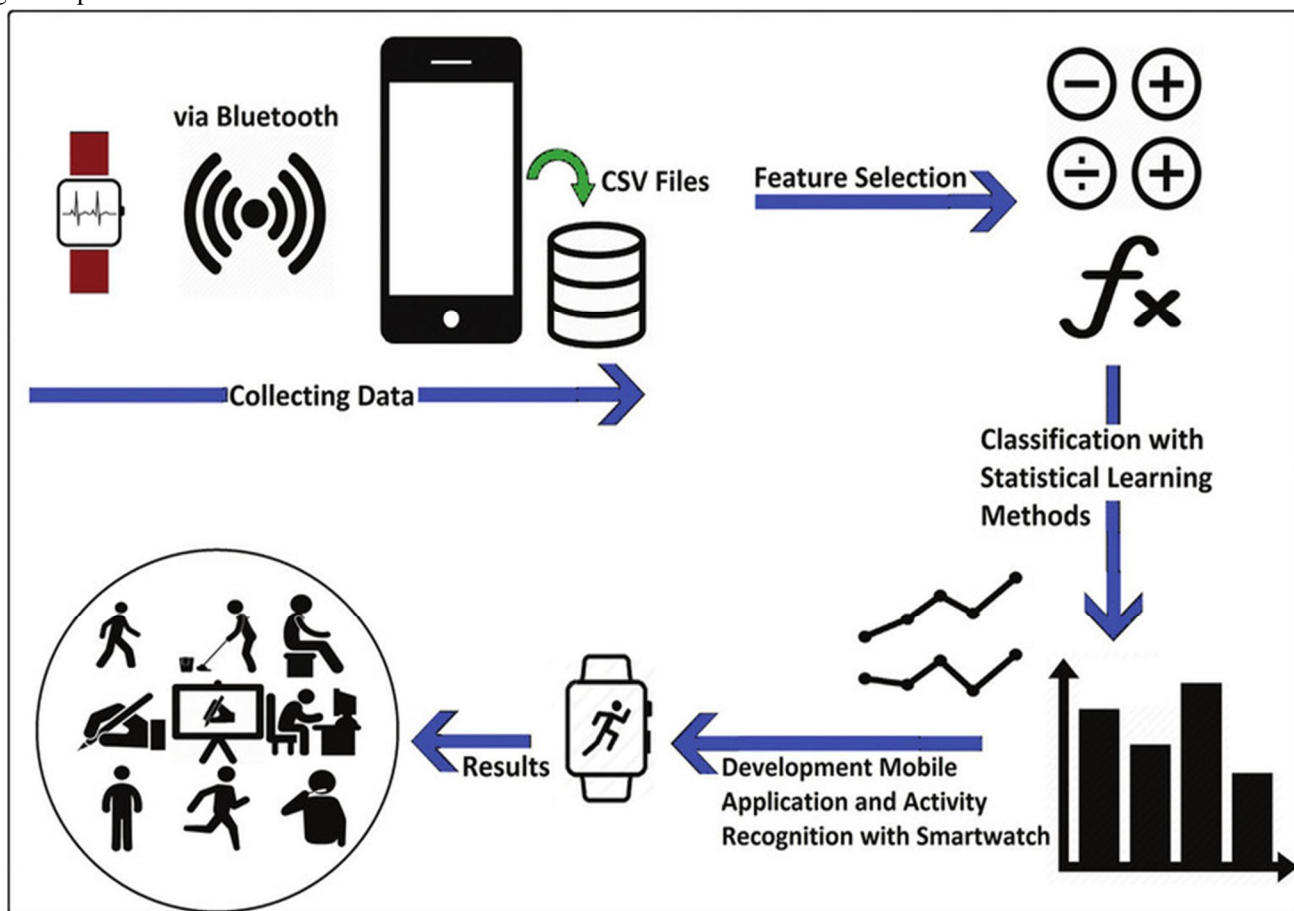 via Bluetooth
CSV Files
Feature Selection
fx
Collecting Data
Classification with
Statistical Learning
Methods
Results
Development Mobile
Application and Activity
Recognition with Smartwatch